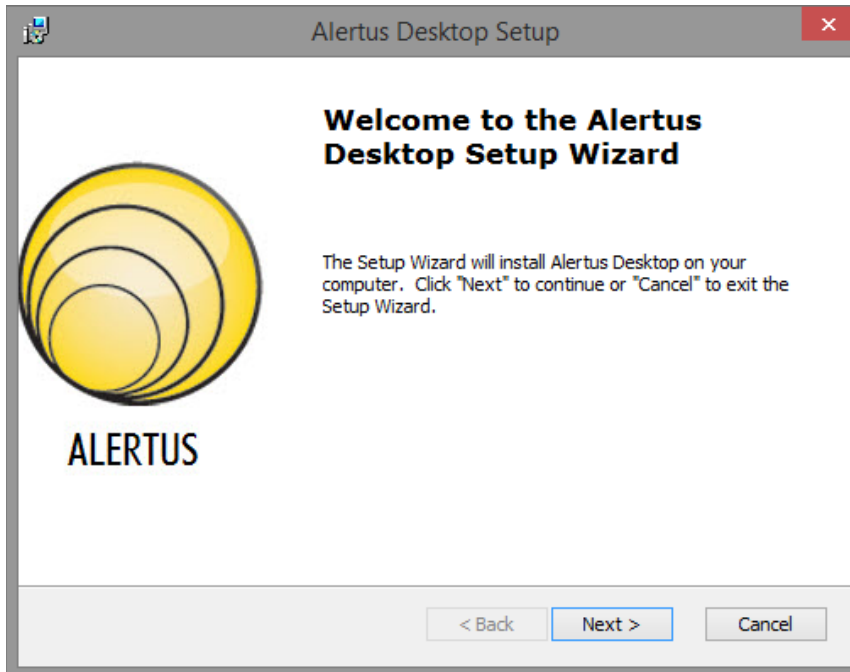 Alertus Desktop Setup
Welcome to the Alertus
Desktop Setup Wizard
The Setup Wizard will install Alertus Desktop on your
computer.  Click "Next" to continue or "Cancel" to exit the
Setup Wizard.
ALERTUS
< Back Next > Cancel